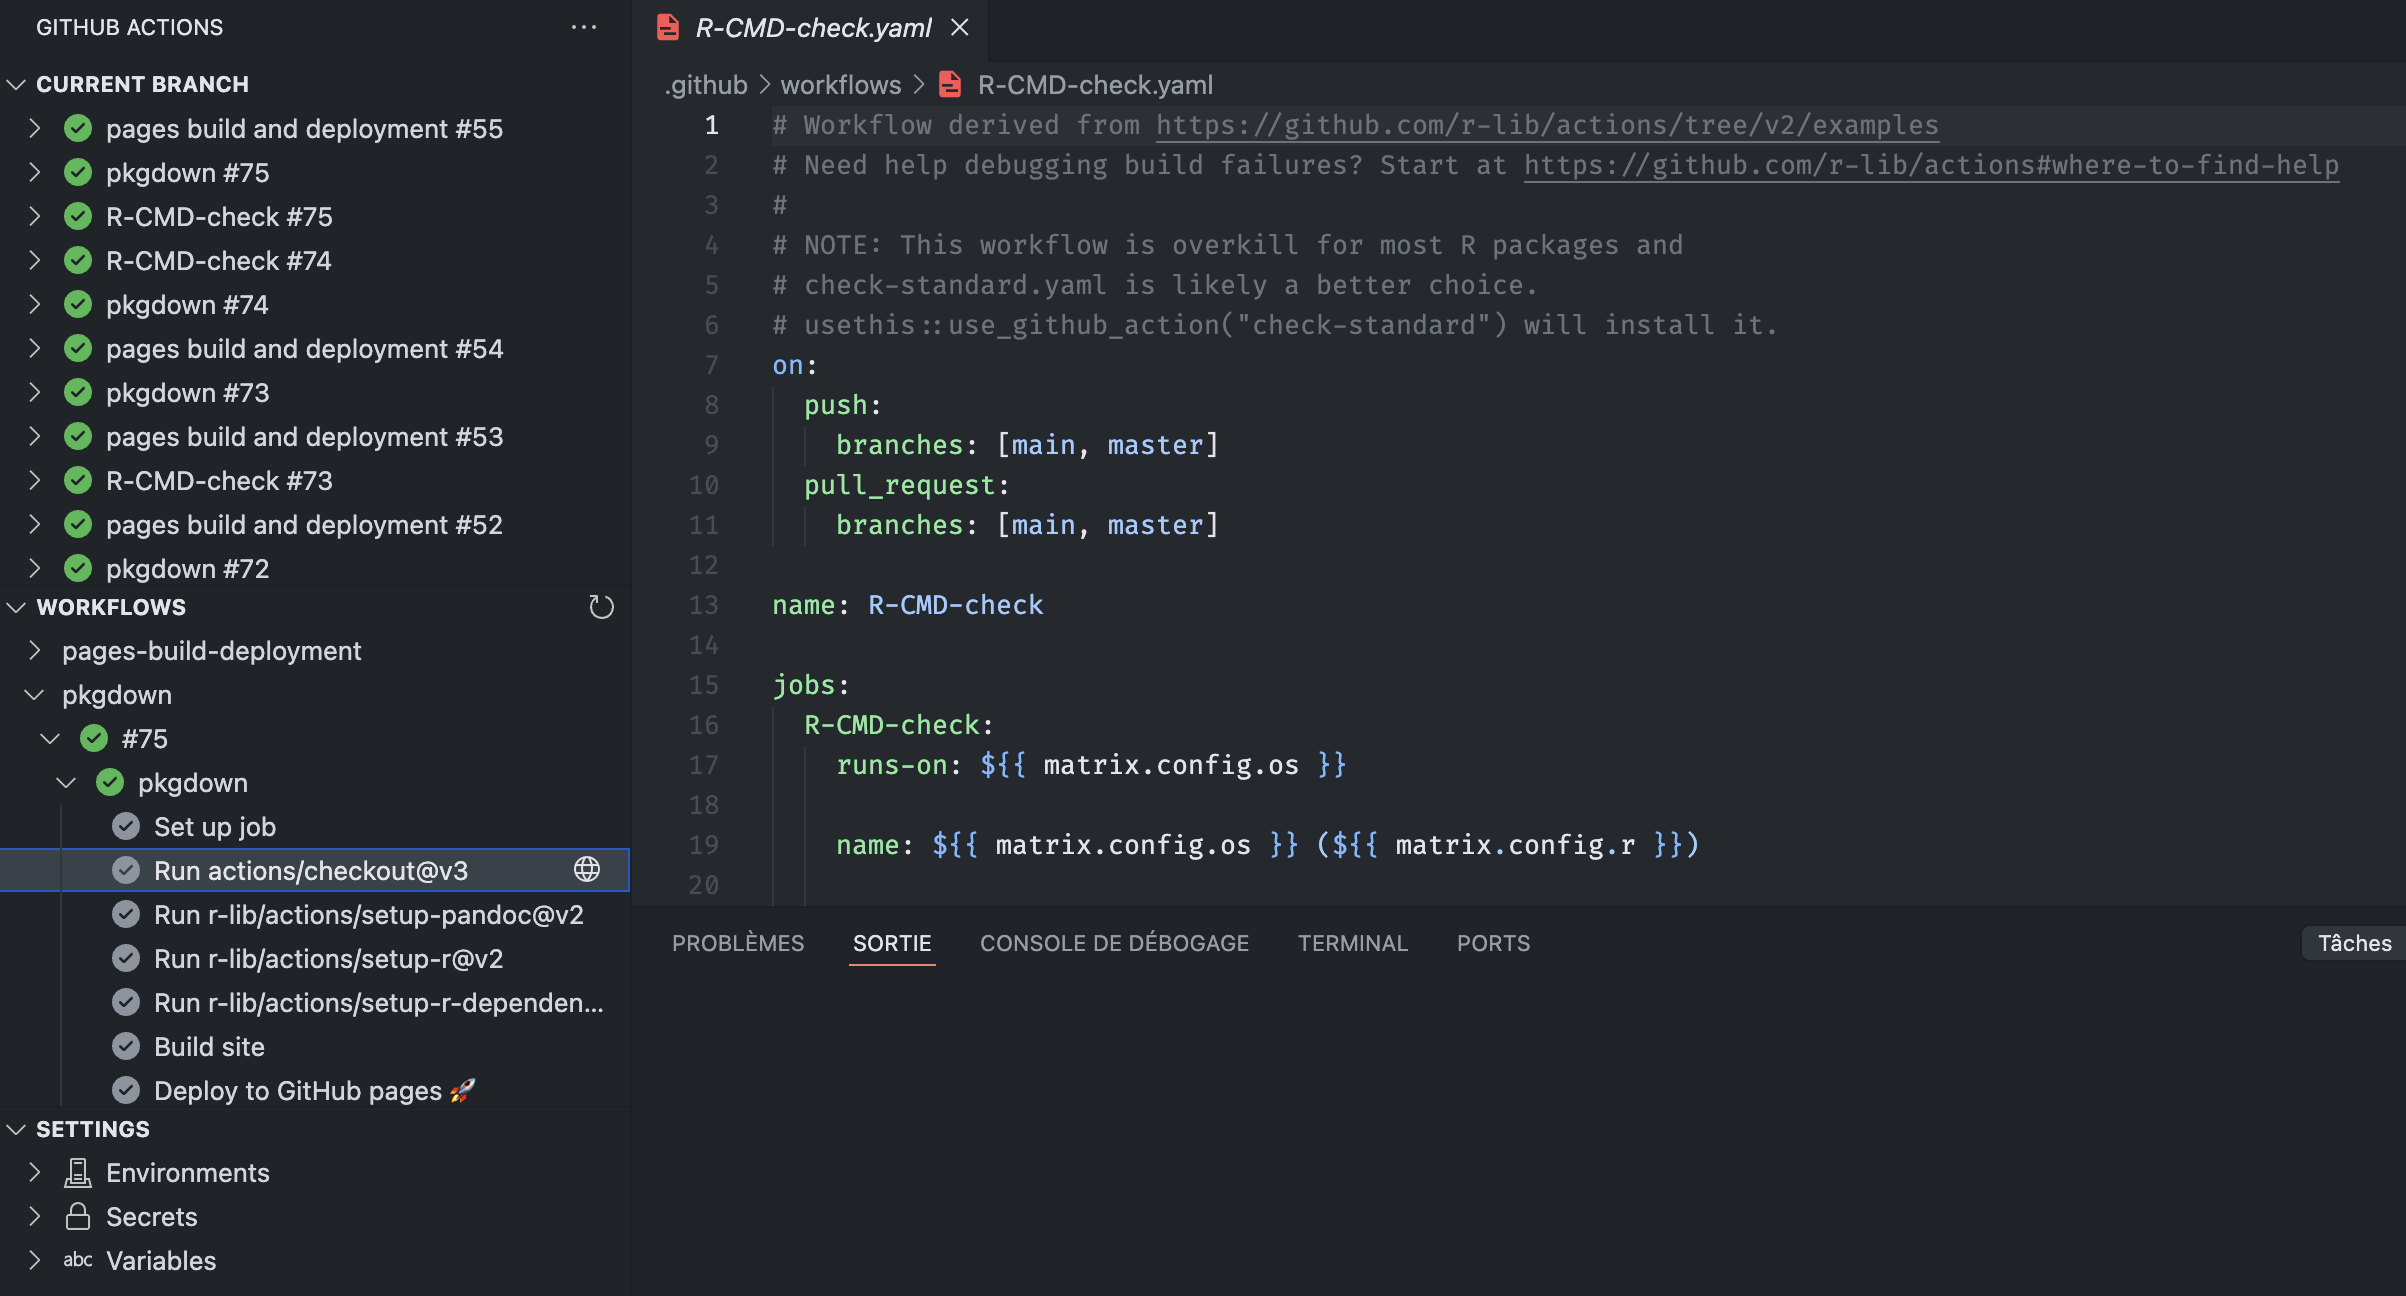 GITHUB ACTIONS
CURRENT BRANCH
pages build and deployment #55
pkgdown #75
R-CMD-check #75
R-CMD-check #74
pkgdown #74
pages build and deployment #54
pkgdown #73
pages build and deployment #53
R-CMD-check #73
pages build and deployment #52
pkgdown #72
WORKFLOWS
pages-build-deployment
pkgdown
#75
pkgdown
Set up job
Run actions/checkout@v3
Run r-lib/actions/setup-pandoc@v2
Run r-lib/actions/setup-r@v2
Run r-lib/actions/setup-r-dependen...
Build site
Deploy to GitHub pages 🚀
SETTINGS
Environments
Secrets
abc Variables
R-CMD-check.yaml
.github > workflows > R-CMD-check.yaml
1 # Workflow derived from https://github.com/r-lib/actions/tree/v2/examples
2 # Need help debugging build failures? Start at https://github.com/r-lib/actions#where-to-find-help
3 #
4 # NOTE: This workflow is overkill for most R packages and
5 # check-standard.yaml is likely a better choice.
6 # usethis::use_github_action("check-standard") will install it.
7 on:
8 push:
9 branches: [main, master]
10 pull_request:
11 branches: [main, master]
12
13 name: R-CMD-check
14
15 jobs:
16 R-CMD-check:
17 runs-on: ${{ matrix.config.os }}
18
19 name: ${{ matrix.config.os }} (${{ matrix.config.r }})
20
PROBLÈMES SORTIE CONSOLE DE DÉBOGAGE TERMINAL PORTS Tâches